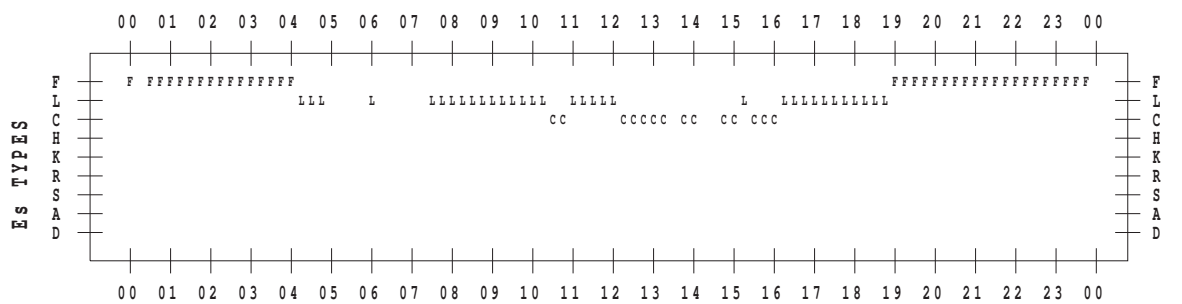 00 01 02 03 04 05 06 07 08 09 10 11 12 13 14 15 16 17 18 19 20 21 22 23 00
Es TYPES
F F FFFFFFFFFFFFFFF FFFFFFFFFFFFFFFFFFFF F
L LLL L LLLLLLLLLLLL LLLLL L LLLLLLLLLLL L
C CC CCCCC CC CC CCC C
H H
K K
R R
S S
A A
D D
00 01 02 03 04 05 06 07 08 09 10 11 12 13 14 15 16 17 18 19 20 21 22 23 00